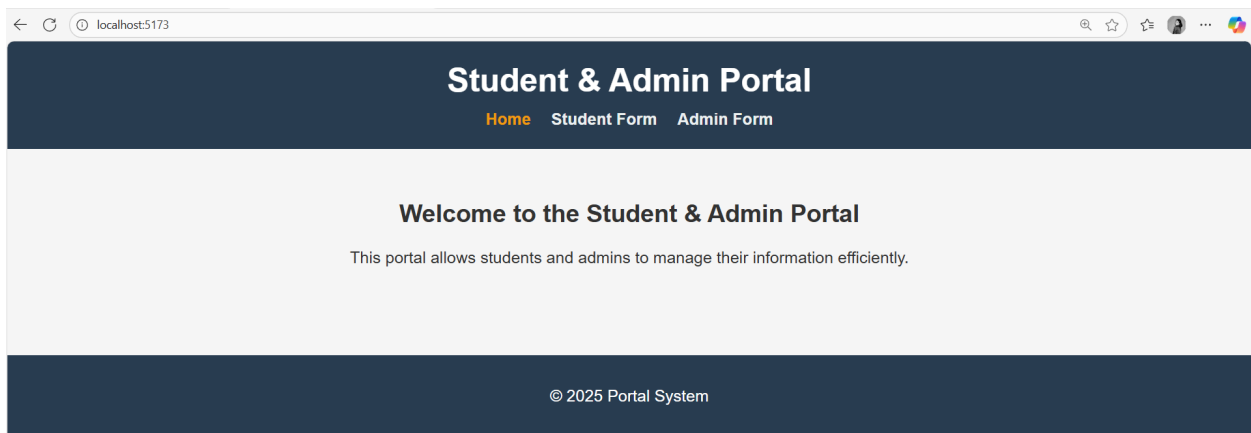 localhost:5173
Student & Admin Portal
Home Student Form Admin Form
Welcome to the Student & Admin Portal
This portal allows students and admins to manage their information efficiently.
© 2025 Portal System